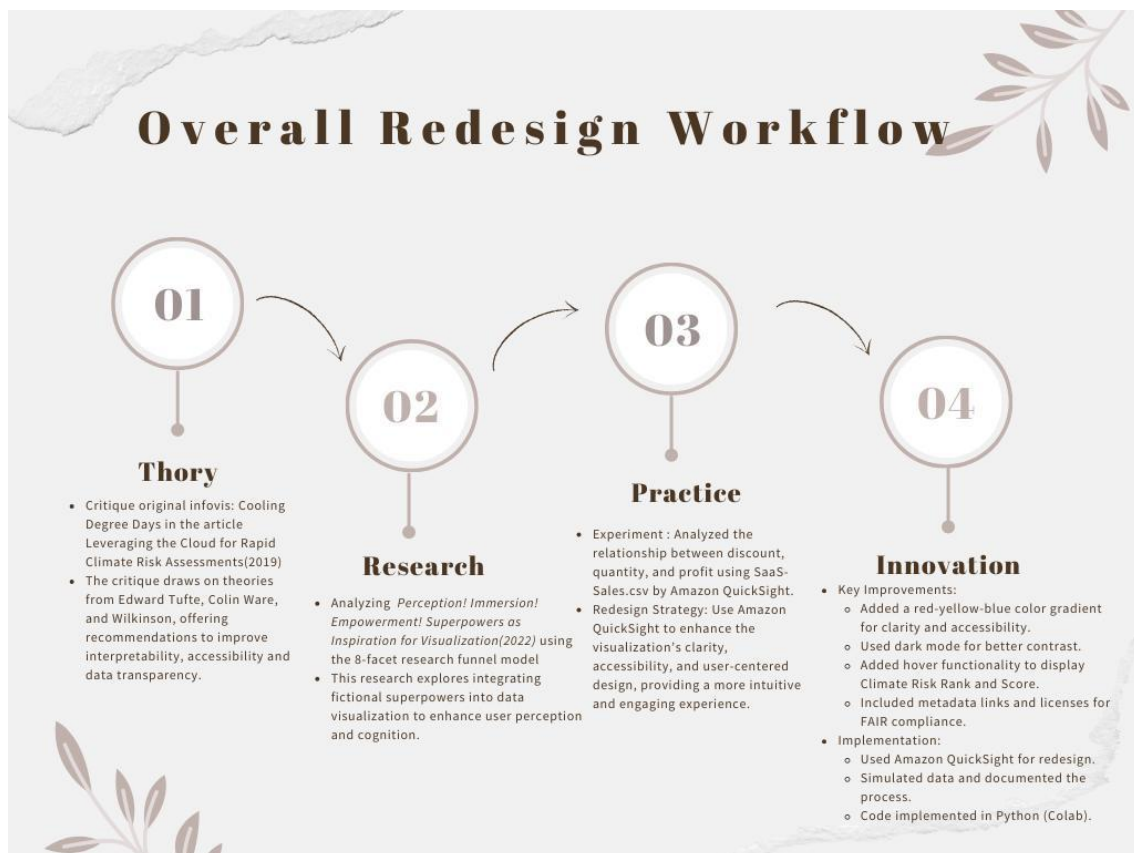 Overall Redesign Workflow
01
Thory
• Critique original infovis: Cooling
Degree Days in the article
Leveraging the Cloud for Rapid
Climate Risk Assessments(2019)
• The critique draws on theories
from Edward Tufte, Colin Ware,
and Wilkinson, offering
recommendations to improve
interpretability, accessibility and
data transparency.
02
Research
• Analyzing Perception! Immersion!
Empowerment! Superpowers as
Inspiration for Visualization(2022) using
the 8-facet research funnel model
• This research explores integrating
fictional superpowers into data
visualization to enhance user perception
and cognition.
03
Practice
• Experiment : Analyzed the
relationship between discount,
quantity, and profit using SaaS-
Sales.csv by Amazon QuickSight.
• Redesign Strategy: Use Amazon
QuickSight to enhance the
visualization's clarity,
accessibility, and user-centered
design, providing a more intuitive
and engaging experience.
04
Innovation
• Key Improvements:
◦ Added a red-yellow-blue color gradient
for clarity and accessibility.
◦ Used dark mode for better contrast.
◦ Added hover functionality to display
Climate Risk Rank and Score.
◦ Included metadata links and licenses for
FAIR compliance.
• Implementation:
◦ Used Amazon QuickSight for redesign.
◦ Simulated data and documented the
process.
◦ Code implemented in Python (Colab).